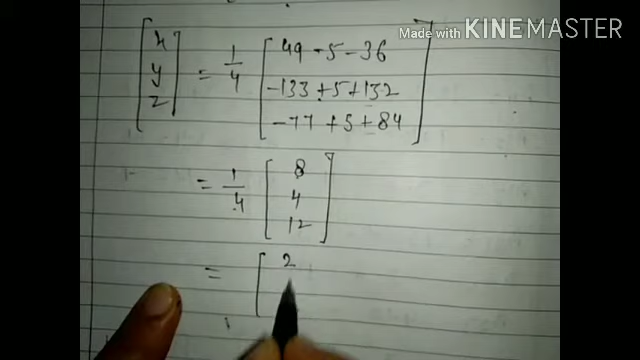 Made with KINEMASTER
[x y z] = 1/4 [49 - 5 - 36
-133 + 5 + 132
-77 + 5 + 84]
= 1/4 [8
4
12]
= [2